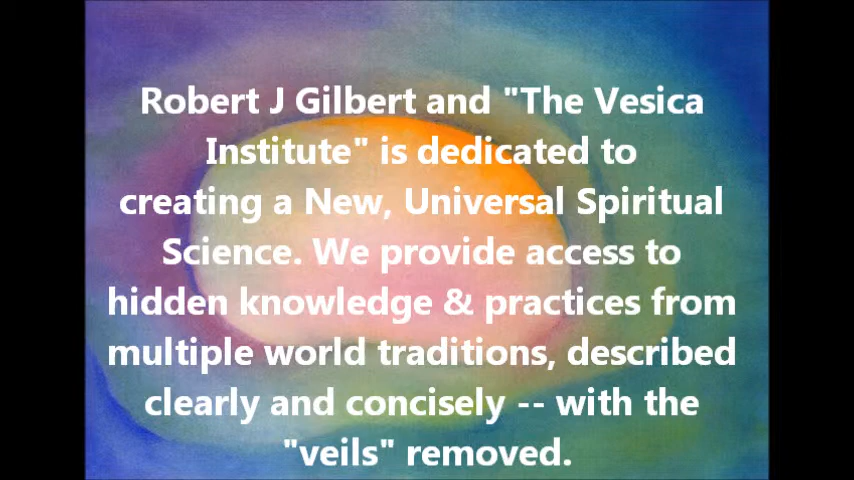 Robert J Gilbert and "The Vesica
Institute" is dedicated to
creating a New, Universal Spiritual
Science. We provide access to
hidden knowledge & practices from
multiple world traditions, described
clearly and concisely -- with the
"veils" removed.